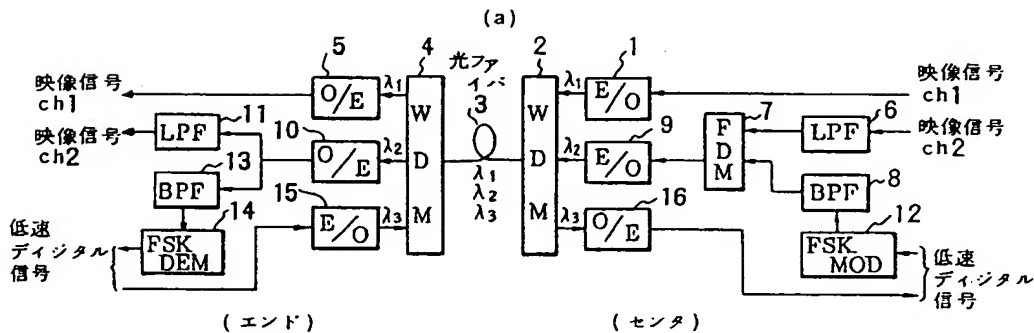 (a)
5
4
光ファイバ
3
2
1
映像信号
ch1
O/E
λ1
W
D
M
λ1
λ2
λ3
W
D
M
λ1
E/O
映像信号
ch1
11
映像信号
ch2
LPF
10
O/E
λ2
λ2
9
E/O
7
F
D
M
6
LPF
映像信号
ch2
13
BPF
8
BPF
15
E/O
λ3
λ3
16
O/E
14
FSK
DEM
12
FSK
MOD
低速
ディジタル
信号
低速
ディジタル
信号
(エンド)
(センタ)